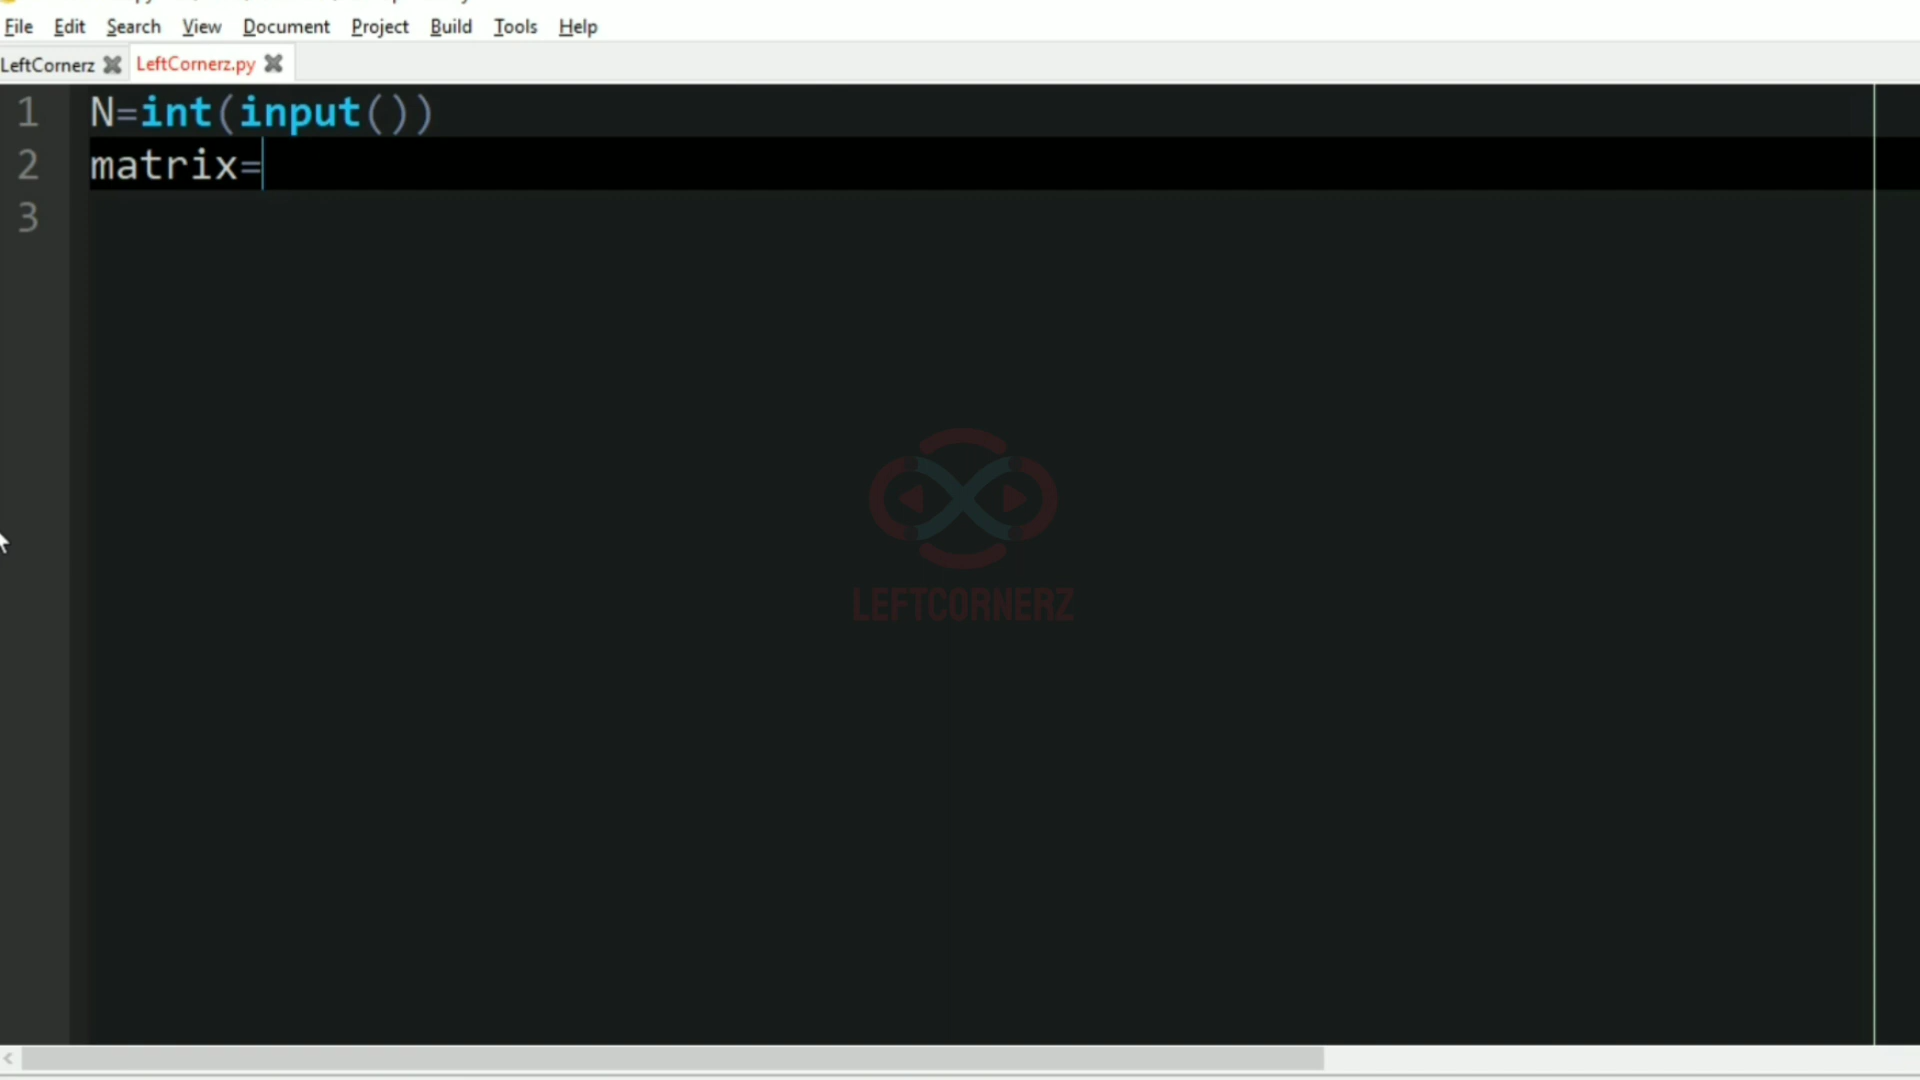 File Edit Search View Document Project Build Tools Help
LeftCornerz LeftCornerz.py
1 N=int(input())
2 matrix=
3
LEFTCORNERZ